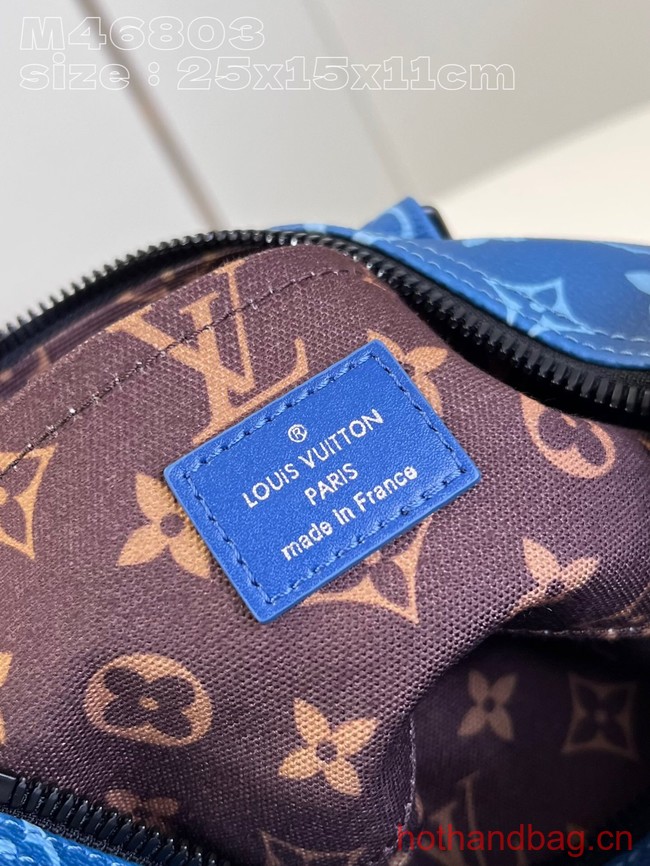 M46803
size : 25x15x11cm
®
LOUIS VUITTON
PARIS
made in France
hothandbag.cn